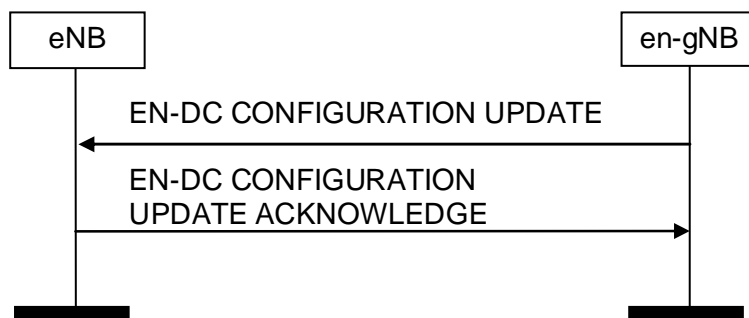 eNB
en-gNB
EN-DC CONFIGURATION UPDATE
EN-DC CONFIGURATION
UPDATE ACKNOWLEDGE